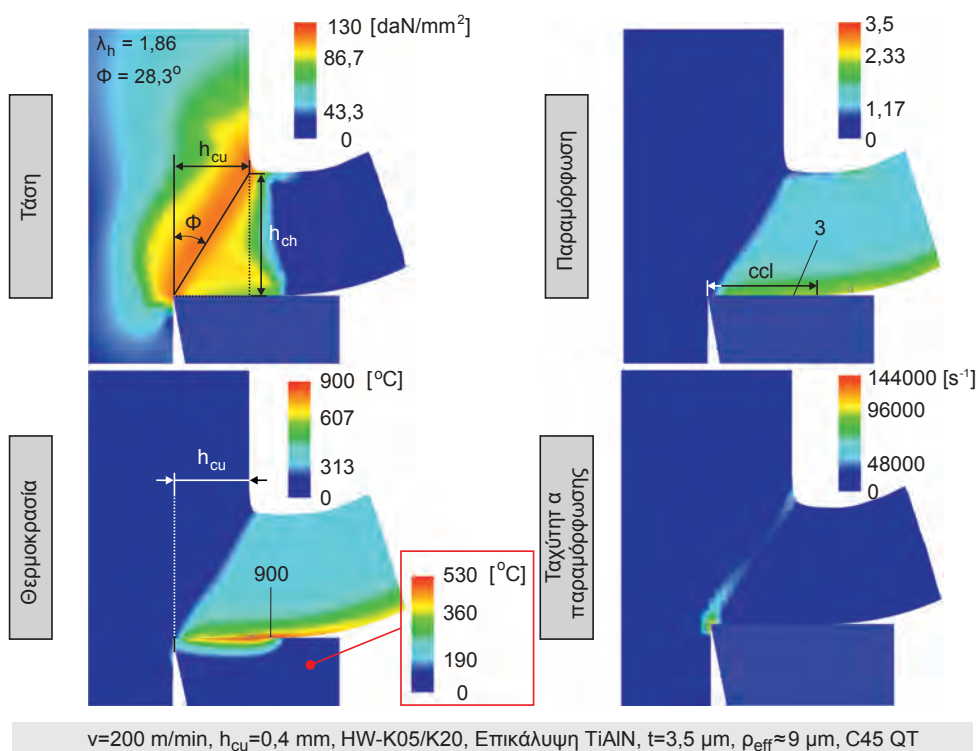 Τάση
λh = 1,86
Φ = 28,3°
130 [daN/mm²]
86,7
43,3
0
hcu
Φ
hch
Παραμόρφωση
3,5
2,33
1,17
0
3
ccl
Θερμοκρασία
900 [°C]
607
313
0
hcu
900
530 [°C]
360
190
0
Ταχύτητ α
παραμόρφωσης
144000 [s⁻¹]
96000
48000
0
v=200 m/min, hcu=0,4 mm, HW-K05/K20, Επικάλυψη TiAlN, t=3,5 μm, ρeff≈9 μm, C45 QT